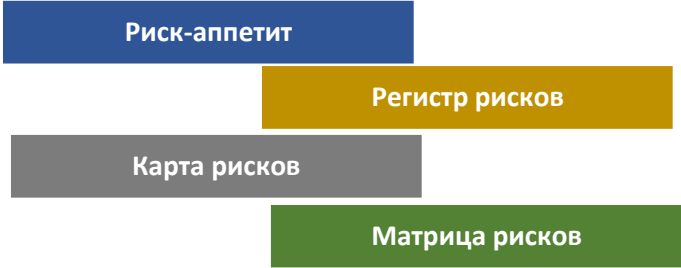 Риск-аппетит
Регистр рисков
Карта рисков
Матрица рисков